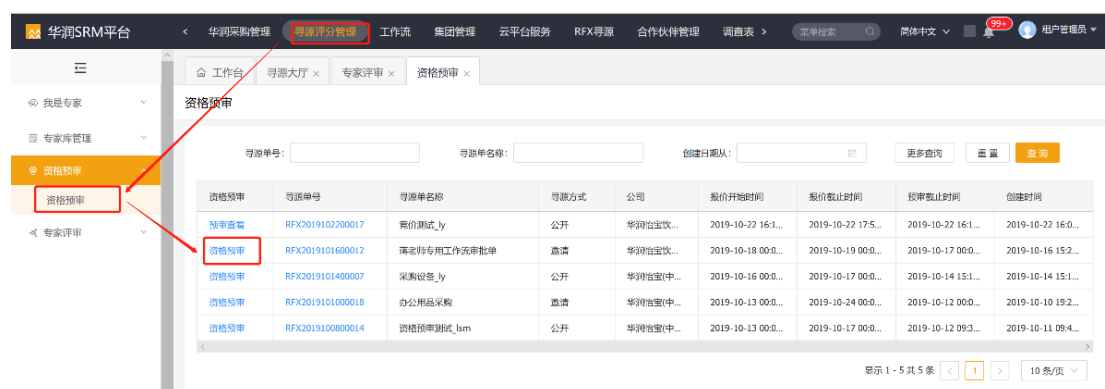 华润SRM平台
华润采购管理 寻源评分管理 工作流 集团管理 云平台服务 RFX寻源 合作伙伴管理 调查表 菜单搜索 简体中文 99+ 租户管理员
工作台 寻源大厅 × 专家评审 × 资格预审 ×
我是专家
资格预审
专家库管理
寻源单号: 寻源单名称: 创建日期从: 更多查询 重置 查询
资格预审
资格预审
专家评审
资格预审 寻源单号 寻源单名称 寻源方式 公司 报价开始时间 报价截止时间 预审截止时间 创建时间
预审查看 RFX2019102200017 竞价测试_ly 公开 华润怡宝饮... 2019-10-22 16:1... 2019-10-22 17:5... 2019-10-22 16:1... 2019-10-22 16:0...
资格预审 RFX2019101600012 蒋老师专用工作流审批单 邀请 华润怡宝饮... 2019-10-18 00:0... 2019-10-19 00:0... 2019-10-17 00:0... 2019-10-16 15:2...
资格预审 RFX2019101400007 采购设备_ly 公开 华润怡宝(中... 2019-10-16 00:0... 2019-10-17 00:0... 2019-10-14 15:1... 2019-10-14 15:1...
资格预审 RFX2019101000018 办公用品采购 邀请 华润怡宝(中... 2019-10-13 00:0... 2019-10-24 00:0... 2019-10-12 00:0... 2019-10-10 19:2...
资格预审 RFX2019100800014 资格预审测试_lsm 公开 华润怡宝(中... 2019-10-13 00:0... 2019-10-17 00:0... 2019-10-12 09:3... 2019-10-11 09:4...
显示 1 - 5 共 5 条 < 1 > 10 条/页